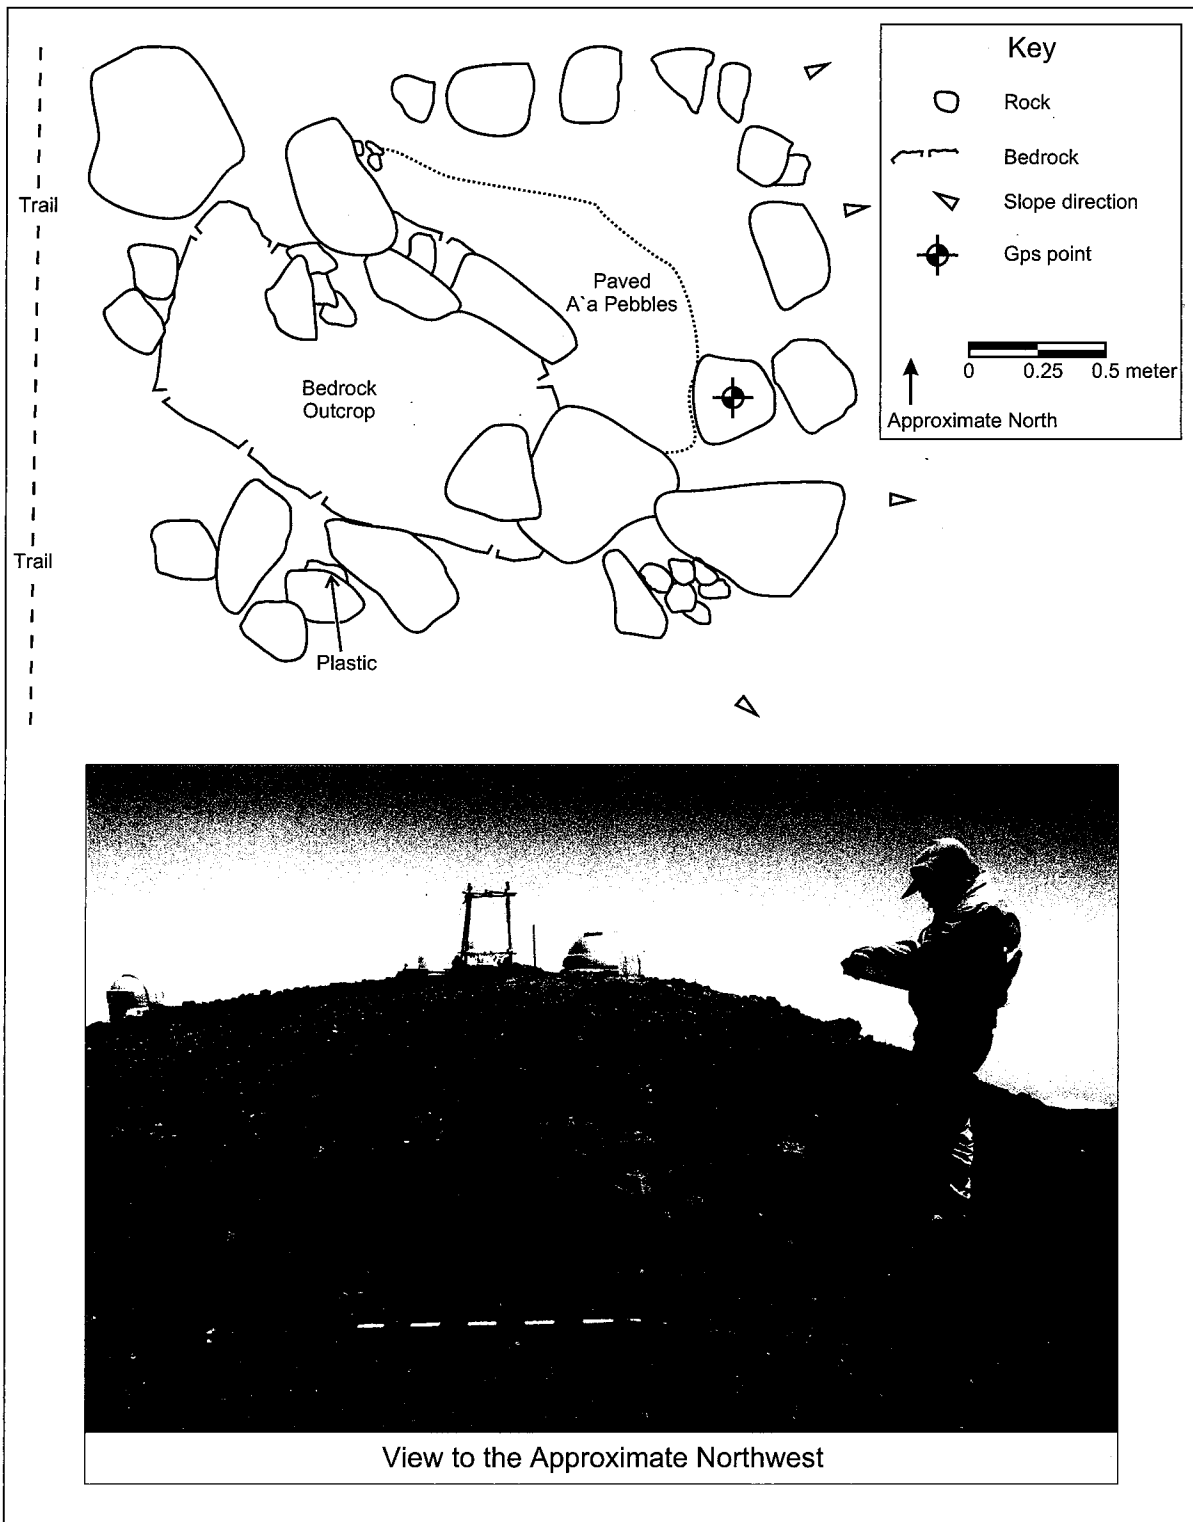 Key
Rock
Bedrock
Slope direction
Gps point
0 0.25 0.5 meter
Approximate North
Trail
Paved
A`a Pebbles
Bedrock
Outcrop
Trail
Plastic
View to the Approximate Northwest